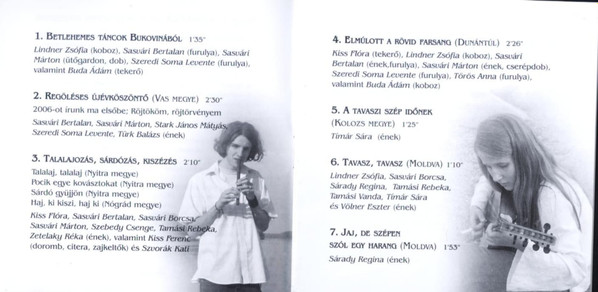 1. Betlehemes táncok Bukovinából 1'35"
Lindner Zsófia (koboz), Sasvári Bertalan (furulya), Sasvári
Márton (ütőgardon, dob), Szeredi Soma Levente (furulya),
valamint Buda Ádám (tekerő)
2. Regöléses újévköszöntő (Vas megye) 2'30"
2006-ot írunk ma elsőbe; Röjtököm, röjtörvényem
Sasvári Bertalan, Sasvári Márton, Stark János Mátyás,
Szeredi Soma Levente, Türk Balázs (ének)
3. Talalajozás, sárdózás, kiszézés 2'10"
Talalaj, talalaj (Nyitra megye)
Pocik egye kovásztokat (Nyitra megye)
Sárdó gyűjjön (Nyitra megye)
Haj, ki kiszi, haj ki (Nógrád megye)
Kiss Flóra, Sasvári Bertalan, Sasvári Borcsa,
Sasvári Márton, Szebedy Csenge, Tamási Rebeka,
Zetelaky Réka (ének), valamint Kiss Ferenc
(doromb, citera, zajkeltők) és Szvorák Kati
4. Elmúlott a rövid farsang (Dunántúl) 2'26"
Kiss Flóra (tekerő), Lindner Zsófia (koboz), Sasvári
Bertalan (ének,furulya), Sasvári Márton (ének, cserépdob),
Szeredi Soma Levente (furulya), Törös Anna (furulya),
valamint Buda Ádám (koboz)
5. A tavaszi szép időnek
(Kolozs megye) 1'25"
Tímár Sára (ének)
6. Tavasz, tavasz (Moldva) 1'10"
Lindner Zsófia, Sasvári Borcsa,
Sárady Regina, Tamási Rebeka,
Tamási Vanda, Tímár Sára
és Völner Eszter (ének)
7. Jaj, de szépen
szól egy harang (Moldva) 1'53"
Sárady Regina (ének)